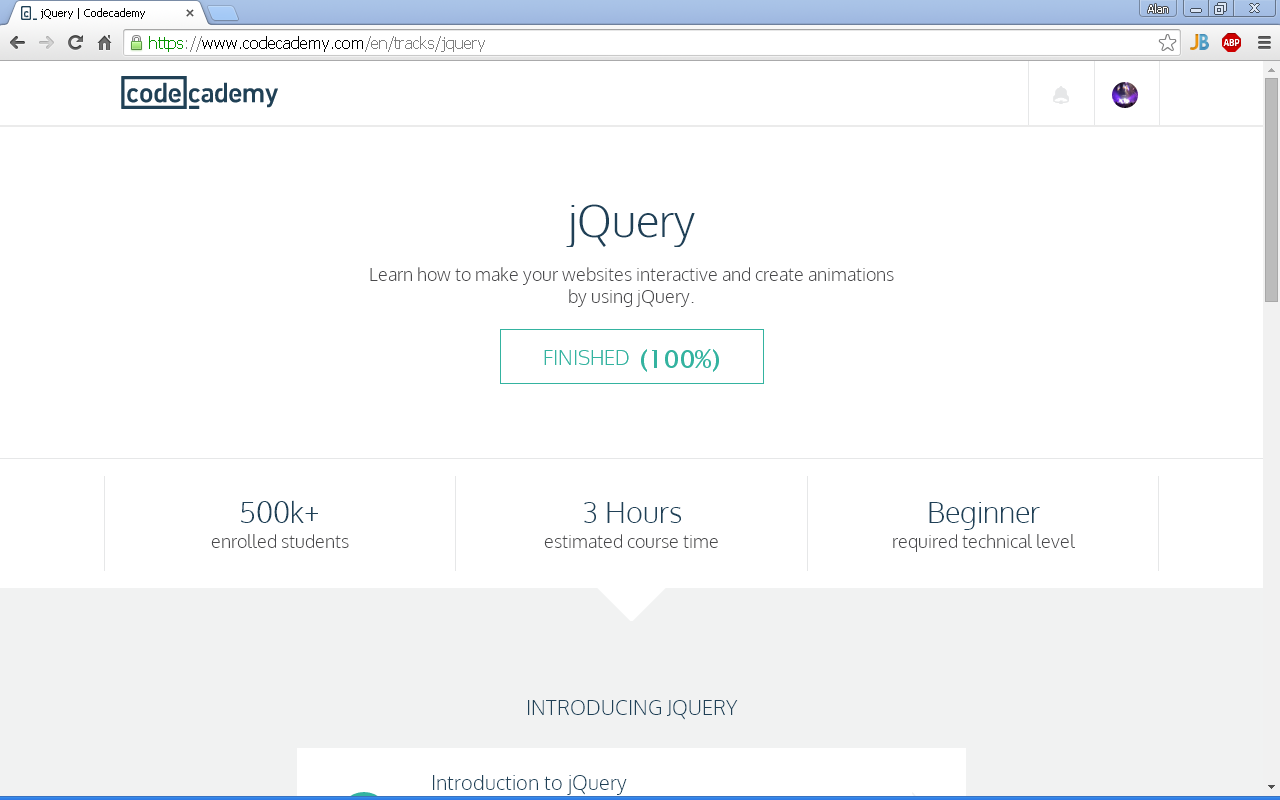 jQuery | Codecademy
Alan
https://www.codecademy.com/en/tracks/jquery
JB
ABP
codecademy
jQuery
Learn how to make your websites interactive and create animations
by using jQuery.
FINISHED (100%)
500k+
enrolled students
3 Hours
estimated course time
Beginner
required technical level
INTRODUCING JQUERY
Introduction to jQuery